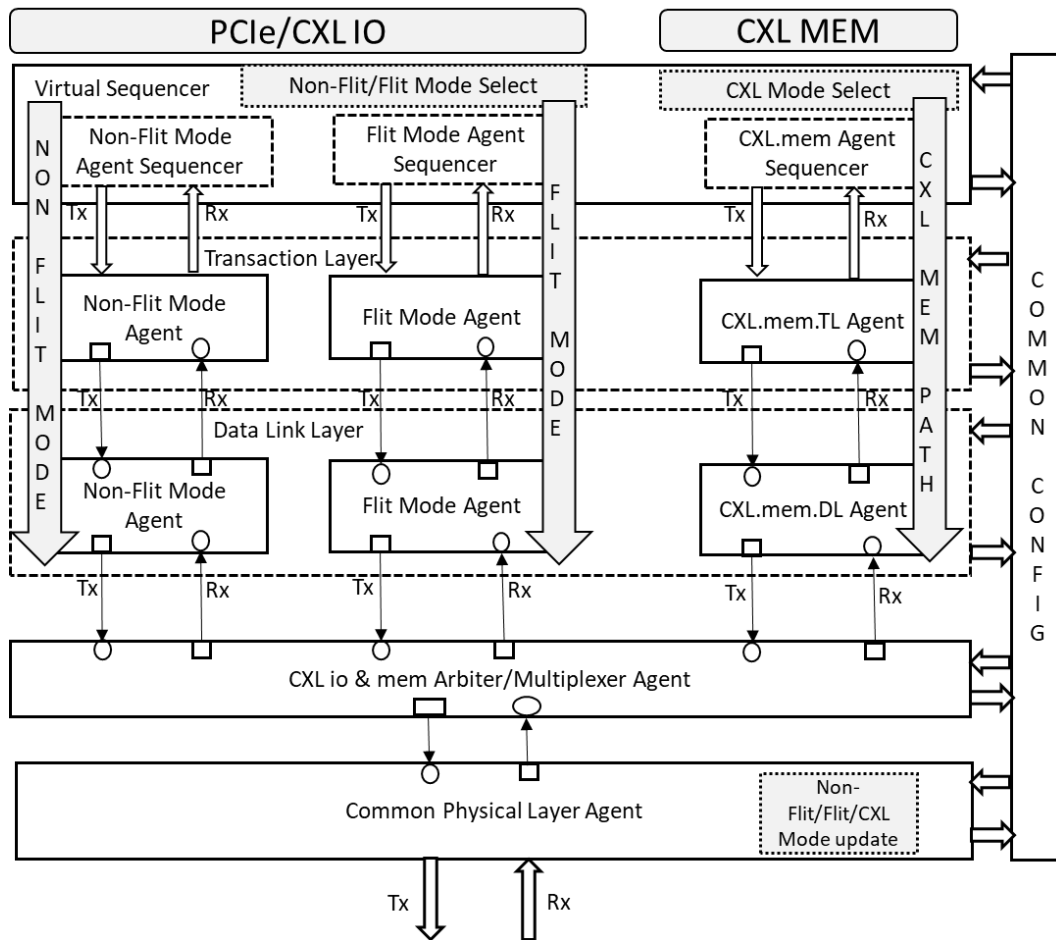 PCIe/CXL IO
CXL MEM
Virtual Sequencer
Non-Flit/Flit Mode Select
CXL Mode Select
Non-Flit Mode
Agent Sequencer
Flit Mode Agent
Sequencer
CXL.mem Agent
Sequencer
Tx
Rx
Tx
Rx
Tx
Rx
Transaction Layer
Non-Flit Mode
Agent
Flit Mode Agent
CXL.mem.TL Agent
Tx
Rx
Tx
Rx
Tx
Rx
Data Link Layer
Non-Flit Mode
Agent
Flit Mode Agent
CXL.mem.DL Agent
Tx
Rx
Tx
Rx
Tx
Rx
NON FLIT MODE
FLIT MODE
CXL MEM PATH
COMMON CONFIG
CXL io & mem Arbiter/Multiplexer Agent
Common Physical Layer Agent
Non-
Flit/Flit/CXL
Mode update
Tx
Rx